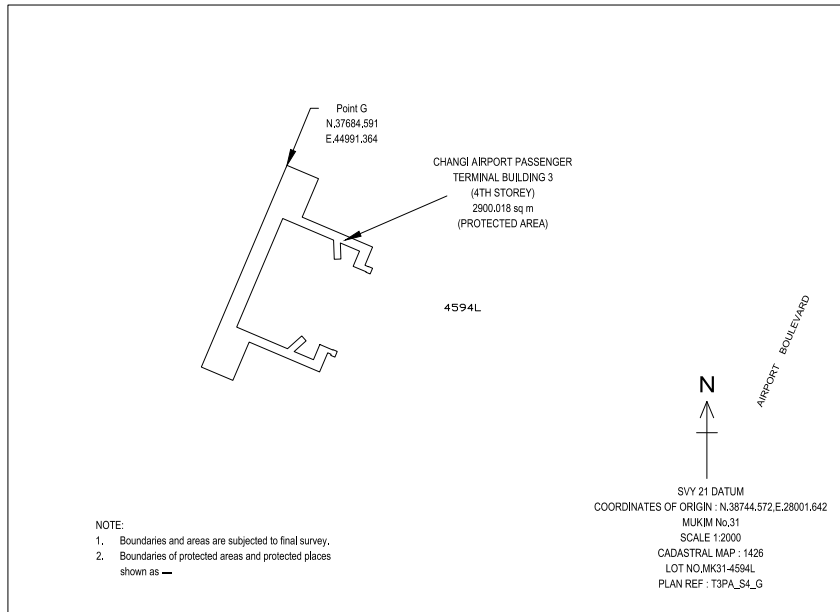 Point G
N.37684.591
E.44991.364
CHANGI AIRPORT PASSENGER
TERMINAL BUILDING 3
(4TH STOREY)
2900.018 sq m
(PROTECTED AREA)
4594L
AIRPORT BOULEVARD
N
SVY 21 DATUM
COORDINATES OF ORIGIN : N.38744.572,E.28001.642
MUKIM No.31
SCALE 1:2000
CADASTRAL MAP : 1426
LOT NO.MK31-4594L
PLAN REF : T3PA_S4_G
NOTE:
1. Boundaries and areas are subjected to final survey.
2. Boundaries of protected areas and protected places
shown as —